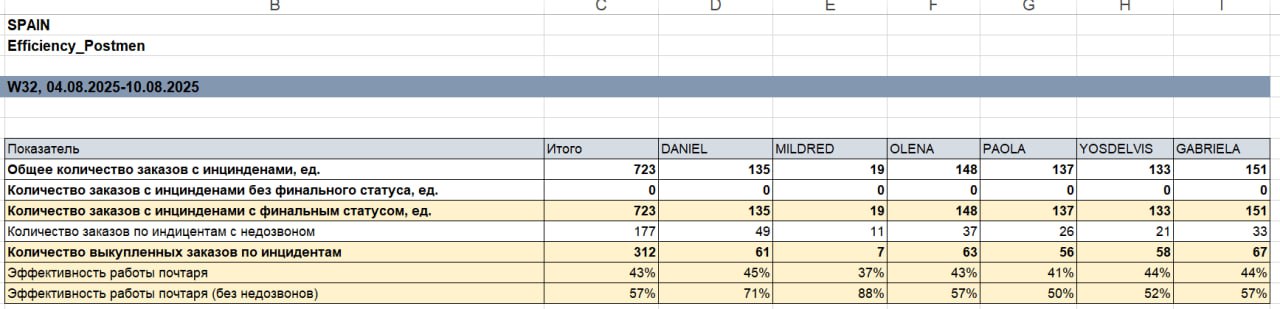 B C D E F G H I
SPAIN
Efficiency_Postmen
W32, 04.08.2025-10.08.2025
Показатель Итого DANIEL MILDRED OLENA PAOLA YOSDELVIS GABRIELA
Общее количество заказов с инцинденами, ед. 723 135 19 148 137 133 151
Количество заказов с инцинденами без финального статуса, ед. 0 0 0 0 0 0 0
Количество заказов с инцинденами с финальным статусом, ед. 723 135 19 148 137 133 151
Количество заказов по индицентам с недозвоном 177 49 11 37 26 21 33
Количество выкупленных заказов по инцидентам 312 61 7 63 56 58 67
Эффективность работы почтаря 43% 45% 37% 43% 41% 44% 44%
Эффективность работы почтаря (без недозвонов) 57% 71% 88% 57% 50% 52% 57%